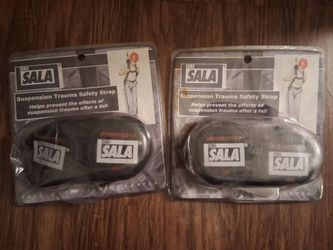 DBI
SALA
Suspension Trauma Safety Strap
Helps prevent the effects of
suspension trauma after a fall
SALA
SALA
DBI
SALA
Suspension Trauma Safety Strap
Helps prevent the effects of
suspension trauma after a fall
SALA
SALA